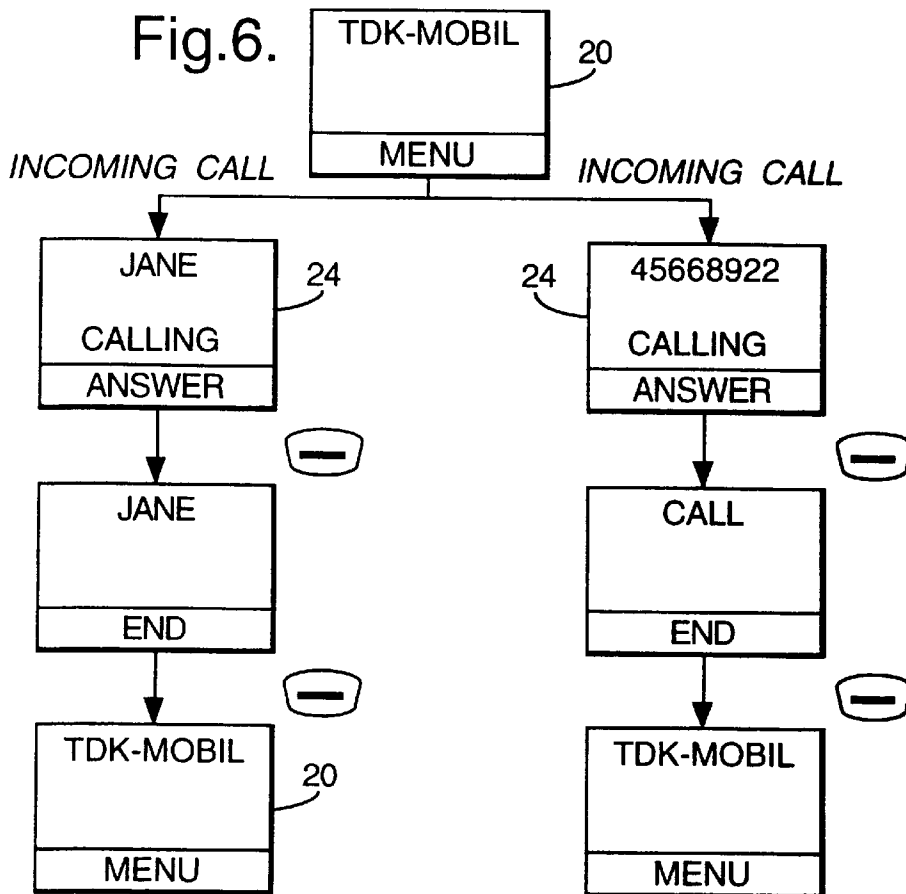 Fig.6.
TDK-MOBIL
20
MENU
INCOMING CALL
INCOMING CALL
JANE
CALLING
ANSWER
24
24
45668922
CALLING
ANSWER
JANE
END
CALL
END
TDK-MOBIL
MENU
20
TDK-MOBIL
MENU